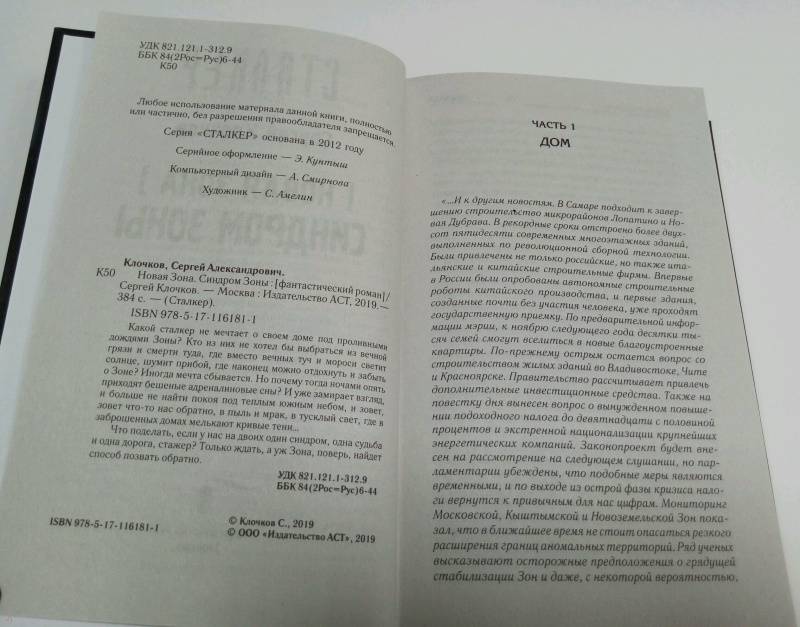 УДК 821.121.1-312.9
ББК 84(2Рос=Рус)6-44
К50
Любое использование материала данной книги, полностью
или частично, без разрешения правообладателя запрещается.
Серия «СТАЛКЕР» основана в 2012 году
Серийное оформление — Э. Кунтыш
Компьютерный дизайн — А. Смирнова
Художник — С. Амелин
Клочков, Сергей Александрович.
К50 Новая Зона. Синдром Зоны : [фантастический роман]/
Сергей Клочков. — Москва : Издательство АСТ, 2019.—
384 с. — (Сталкер).
ISBN 978-5-17-116181-1
Какой сталкер не мечтает о своем доме под проливными
дождями Зоны? Кто из них не хотел бы выбраться из вечной
грязи и смерти туда, где вместо вечных туч и мороси светит
солнце, шумит прибой, где наконец можно отдохнуть и забыть
о Зоне? Иногда мечта сбывается. Но почему тогда ночами опять
приходят бешеные адреналиновые сны? И уже замирает взгляд,
и больше не найти покоя под теплым южным небом, и зовет,
зовет что-то нас обратно, в пыль и мрак, в тусклый свет, где в
заброшенных домах мелькают кривые тени...
Что поделать, если у нас на двоих один синдром, одна судьба
и одна дорога, стажер? Только ждать, а уж Зона, поверь, найдет
способ позвать обратно.
УДК 821.121.1-312.9
ББК 84(2Рос=Рус)6-44
ISBN 978-5-17-116181-1
© Клочков С., 2019
© ООО «Издательство АСТ», 2019
ЧАСТЬ 1
ДОМ
«...И к другим новостям. В Самаре подходит к завер-
шению строительство микрорайонов Лопатино и Но-
вая Дубрава. В рекордные сроки отстроено более двух-
сот пятидесяти современных многоэтажных зданий,
выполненных по революционной сборной технологии.
Были привлечены не только российские, но также ита-
льянские и китайские строительные фирмы. Впервые
в России были опробованы автономные строительные
роботы китайского производства, и первые здания,
созданные почти без участия человека, уже проходят
государственную приемку. По предварительной инфор-
мации мэрии, к ноябрю следующего года десятки ты-
сяч семей смогут вселиться в новые благоустроенные
квартиры. По-прежнему острым остается вопрос со
строительством жилых зданий во Владивостоке, Чите
и Красноярске. Правительство рассчитывает привлечь
дополнительные инвестиционные средства. Также на
повестку дня вынесен вопрос о вынужденном повыше-
нии подоходного налога до девятнадцати с половиной
процентов и экстренной национализации крупнейших
энергетических компаний. Законопроект будет вне-
сен на рассмотрение на следующем слушании, но пар-
ламентарии убеждены, что подобные меры являются
временными, и по выходе из острой фазы кризиса нало-
ги вернутся к привычным для нас цифрам. Мониторинг
Московской, Кыштымской и Новоземельской Зон пока-
зал, что в ближайшее время не стоит опасаться резкого
расширения границ аномальных территорий. Ряд ученых
высказывают осторожные предположения о грядущей
стабилизации Зон и даже, с некоторой вероятностью,